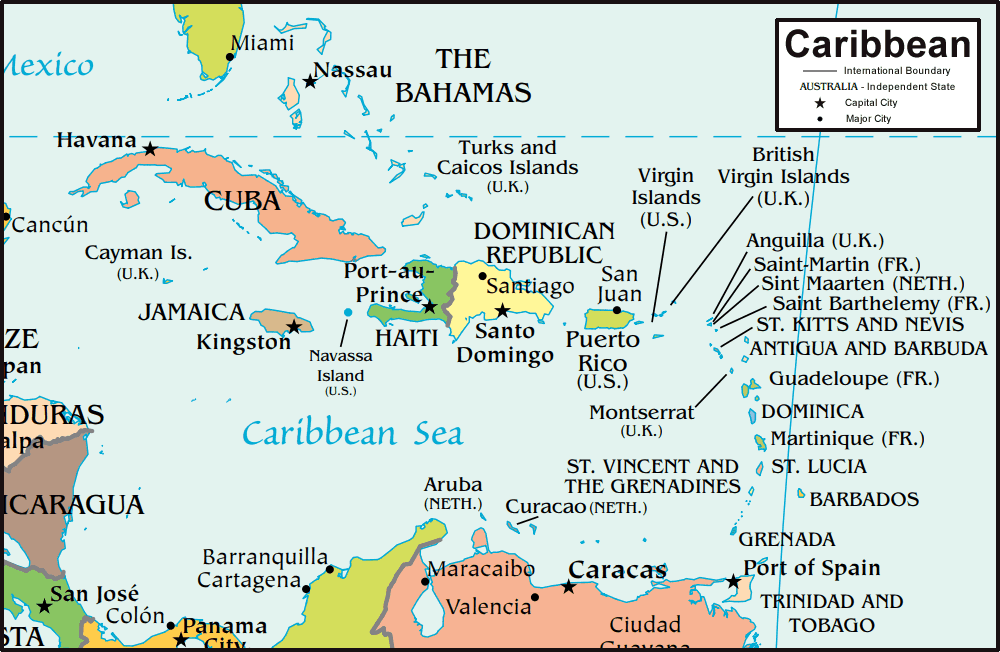 Caribbean
International Boundary
AUSTRALIA - Independent State
Capital City
Major City
Miami
Mexico
Nassau
THE
BAHAMAS
Havana
Turks and
Caicos Islands
(U.K.)
British
Virgin Islands
(U.K.)
Virgin
Islands
(U.S.)
CUBA
Cancún
Cayman Is.
(U.K.)
DOMINICAN
REPUBLIC
Anguilla (U.K.)
Saint-Martin (FR.)
Sint Maarten (NETH.)
Saint Barthelemy (FR.)
ST. KITTS AND NEVIS
ANTIGUA AND BARBUDA
Port-au-
Prince
Santiago
San
Juan
JAMAICA
Kingston
HAITI
Santo
Domingo
Puerto
Rico
(U.S.)
Navassa
Island
(U.S.)
ZE
pan
Guadeloupe (FR.)
Montserrat
(U.K.)
DOMINICA
Martinique (FR.)
NDURAS
alpa
Caribbean Sea
ST. LUCIA
ST. VINCENT AND
THE GRENADINES
BARBADOS
Aruba
(NETH.)
Curacao (NETH.)
ICARAGUA
GRENADA
Barranquilla
Cartagena
Maracaibo
Caracas
Port of Spain
Valencia
TRINIDAD AND
TOBAGO
San José
Colón
Panama
City
STA
Ciudad
Guayana